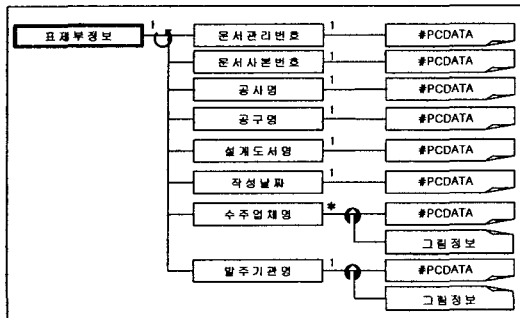 표제부정보 1 문서관리번호 1 #PCDATA
문서사본번호 1 #PCDATA
공사명 1 #PCDATA
공구명 1 #PCDATA
설계도서명 1 #PCDATA
작성날짜 1 #PCDATA
수주업체명 * #PCDATA
그림정보
발주기관명 1 #PCDATA
그림정보